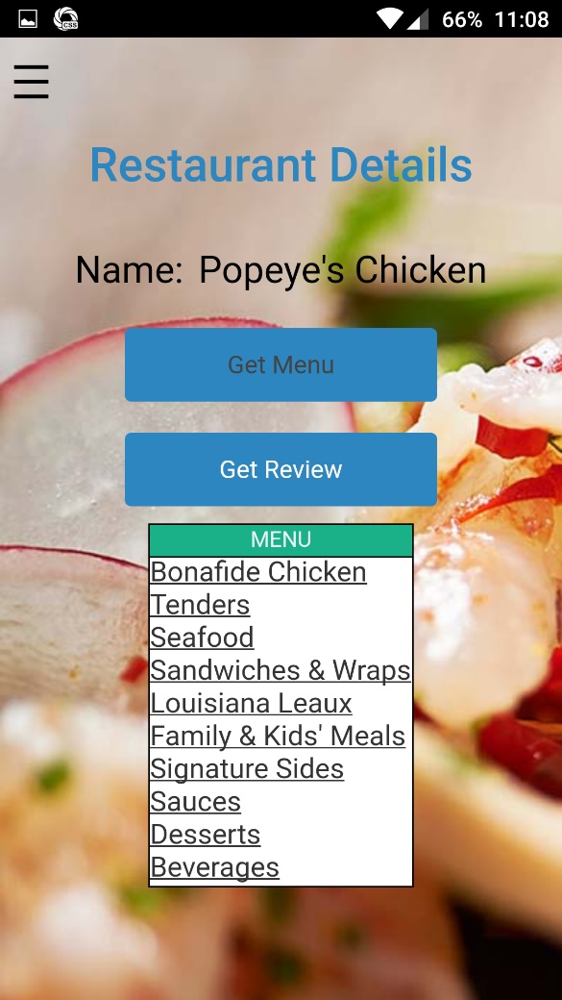 66% 11:08
Restaurant Details
Name: Popeye's Chicken
Get Menu
Get Review
MENU
Bonafide Chicken
Tenders
Seafood
Sandwiches & Wraps
Louisiana Leaux
Family & Kids' Meals
Signature Sides
Sauces
Desserts
Beverages